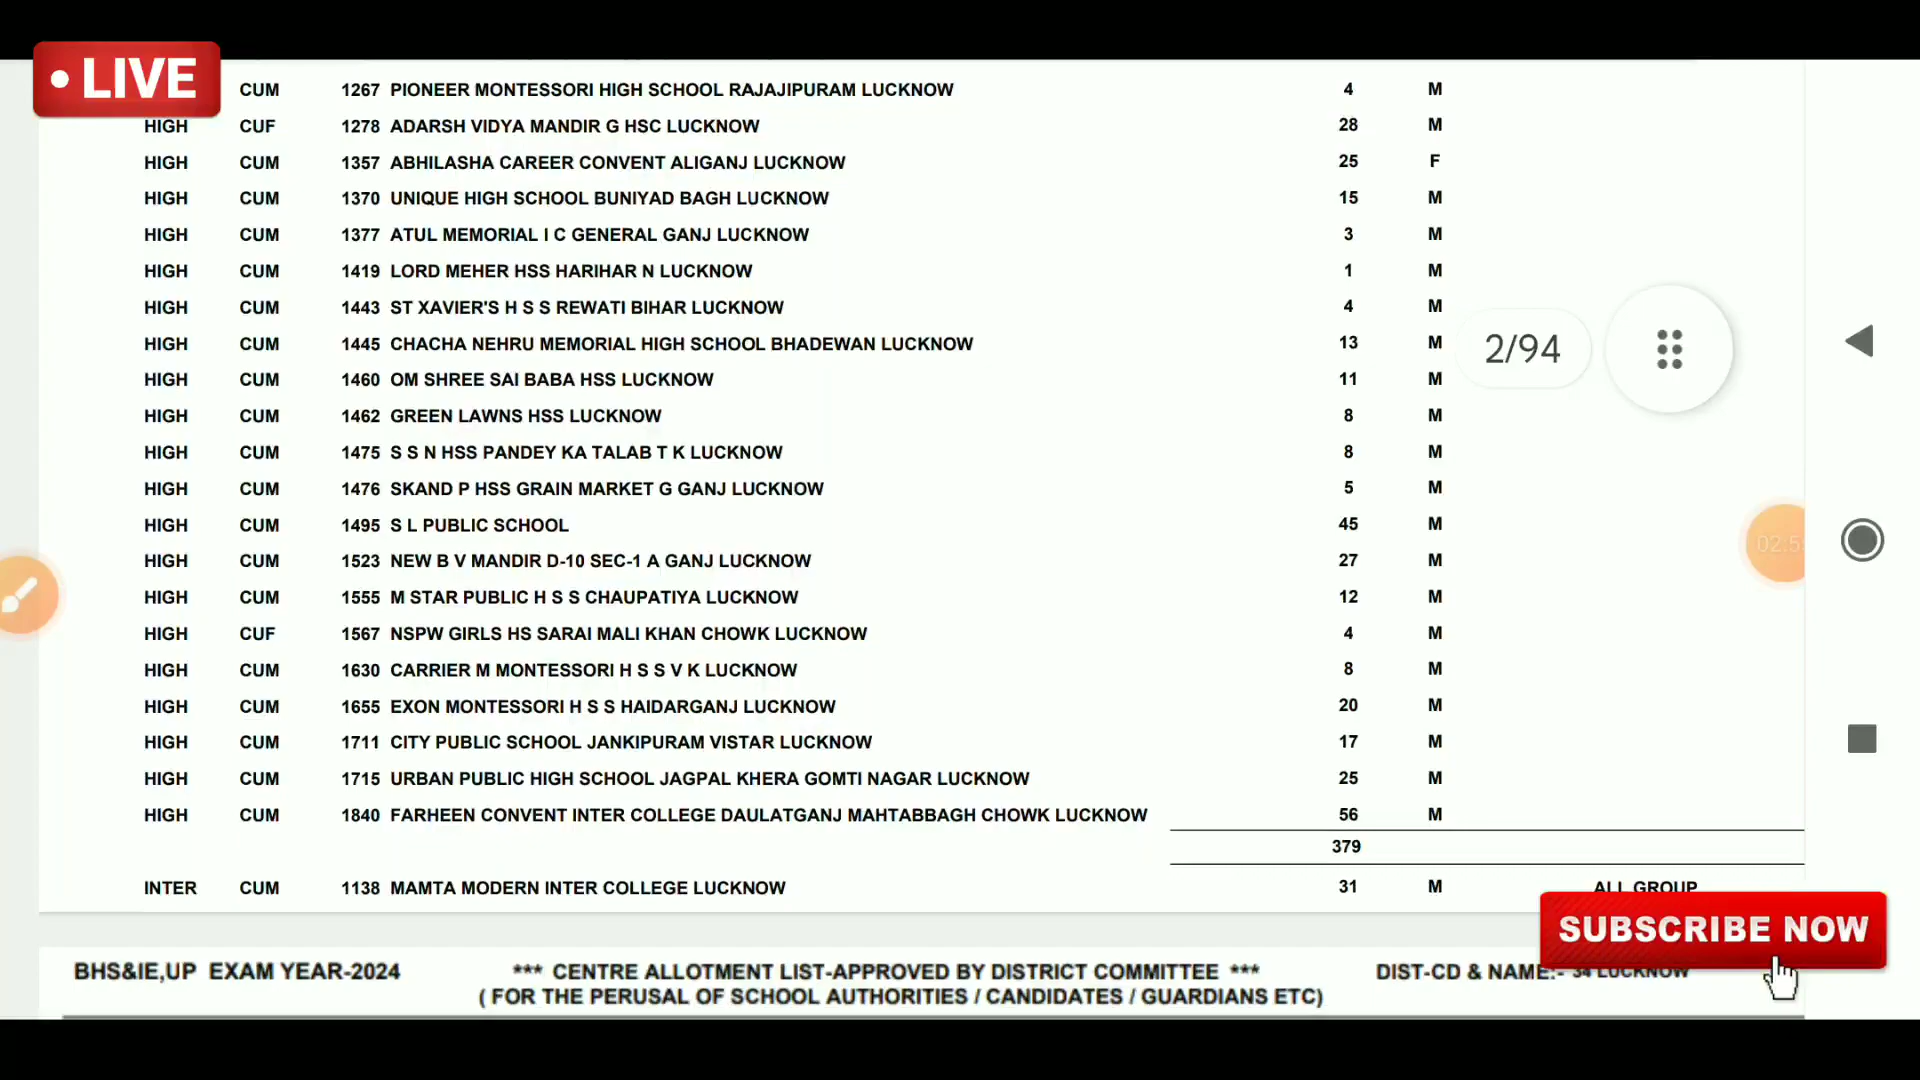 LIVE
CUM 1267 PIONEER MONTESSORI HIGH SCHOOL RAJAJIPURAM LUCKNOW 4 M
HIGH CUF 1278 ADARSH VIDYA MANDIR G HSC LUCKNOW 28 M
HIGH CUM 1357 ABHILASHA CAREER CONVENT ALIGANJ LUCKNOW 25 F
HIGH CUM 1370 UNIQUE HIGH SCHOOL BUNIYAD BAGH LUCKNOW 15 M
HIGH CUM 1377 ATUL MEMORIAL I C GENERAL GANJ LUCKNOW 3 M
HIGH CUM 1419 LORD MEHER HSS HARIHAR N LUCKNOW 1 M
HIGH CUM 1443 ST XAVIER'S H S S REWATI BIHAR LUCKNOW 4 M
HIGH CUM 1445 CHACHA NEHRU MEMORIAL HIGH SCHOOL BHADEWAN LUCKNOW 13 M
2/94
HIGH CUM 1460 OM SHREE SAI BABA HSS LUCKNOW 11 M
HIGH CUM 1462 GREEN LAWNS HSS LUCKNOW 8 M
HIGH CUM 1475 S S N HSS PANDEY KA TALAB T K LUCKNOW 8 M
HIGH CUM 1476 SKAND P HSS GRAIN MARKET G GANJ LUCKNOW 5 M
HIGH CUM 1495 S L PUBLIC SCHOOL 45 M
HIGH CUM 1523 NEW B V MANDIR D-10 SEC-1 A GANJ LUCKNOW 27 M
HIGH CUM 1555 M STAR PUBLIC H S S CHAUPATIYA LUCKNOW 12 M
HIGH CUF 1567 NSPW GIRLS HS SARAI MALI KHAN CHOWK LUCKNOW 4 M
HIGH CUM 1630 CARRIER M MONTESSORI H S S V K LUCKNOW 8 M
HIGH CUM 1655 EXON MONTESSORI H S S HAIDARGANJ LUCKNOW 20 M
HIGH CUM 1711 CITY PUBLIC SCHOOL JANKIPURAM VISTAR LUCKNOW 17 M
HIGH CUM 1715 URBAN PUBLIC HIGH SCHOOL JAGPAL KHERA GOMTI NAGAR LUCKNOW 25 M
HIGH CUM 1840 FARHEEN CONVENT INTER COLLEGE DAULATGANJ MAHTABBAGH CHOWK LUCKNOW 56 M
379
INTER CUM 1138 MAMTA MODERN INTER COLLEGE LUCKNOW 31 M ALL GROUP
SUBSCRIBE NOW
BHS&IE,UP EXAM YEAR-2024 *** CENTRE ALLOTMENT LIST-APPROVED BY DISTRICT COMMITTEE *** DIST-CD & NAME:- 34 LUCKNOW
( FOR THE PERUSAL OF SCHOOL AUTHORITIES / CANDIDATES / GUARDIANS ETC)